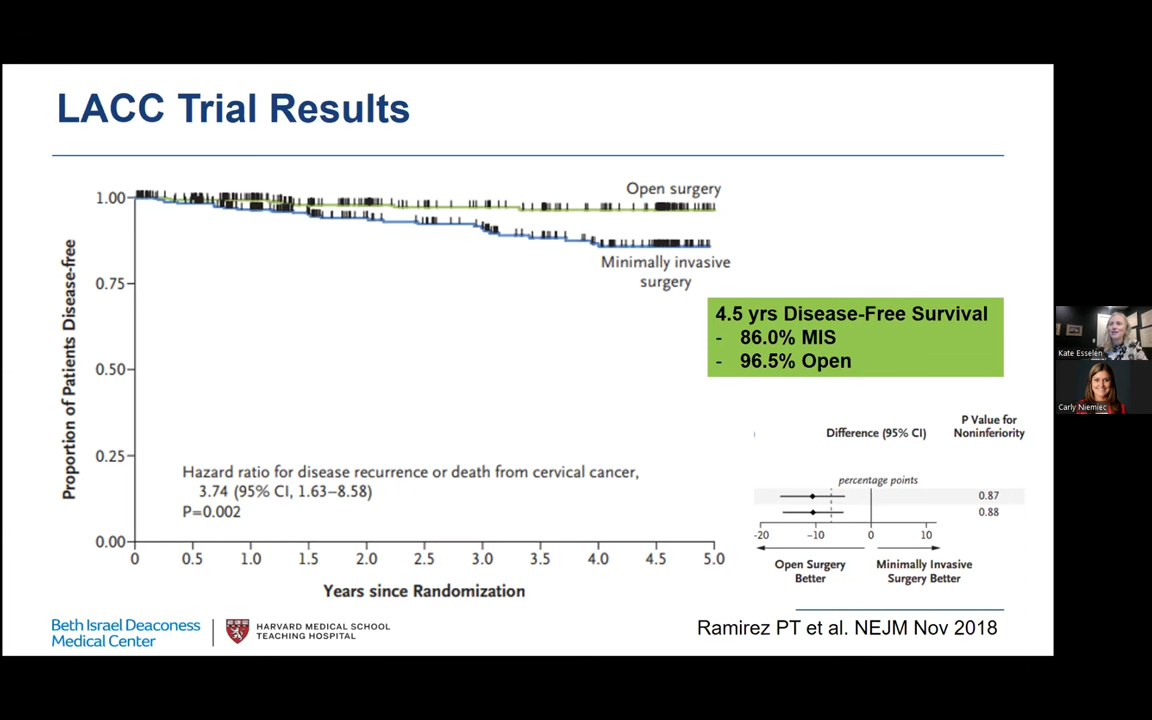 LACC Trial Results
Open surgery
Minimally invasive
surgery
1.00
0.75
0.50
0.25
0.00
Proportion of Patients Disease-free
Hazard ratio for disease recurrence or death from cervical cancer,
3.74 (95% CI, 1.63–8.58)
P=0.002
0 0.5 1.0 1.5 2.0 2.5 3.0 3.5 4.0 4.5 5.0
Years since Randomization
4.5 yrs Disease-Free Survival
- 86.0% MIS
- 96.5% Open
Difference (95% CI)
P Value for
Noninferiority
percentage points
0.87
0.88
-20 -10 0 10
Open Surgery
Better
Minimally Invasive
Surgery Better
Beth Israel Deaconess
Medical Center
HARVARD MEDICAL SCHOOL
TEACHING HOSPITAL
Ramirez PT et al. NEJM Nov 2018
Kate Esselen
Carly Niemiec